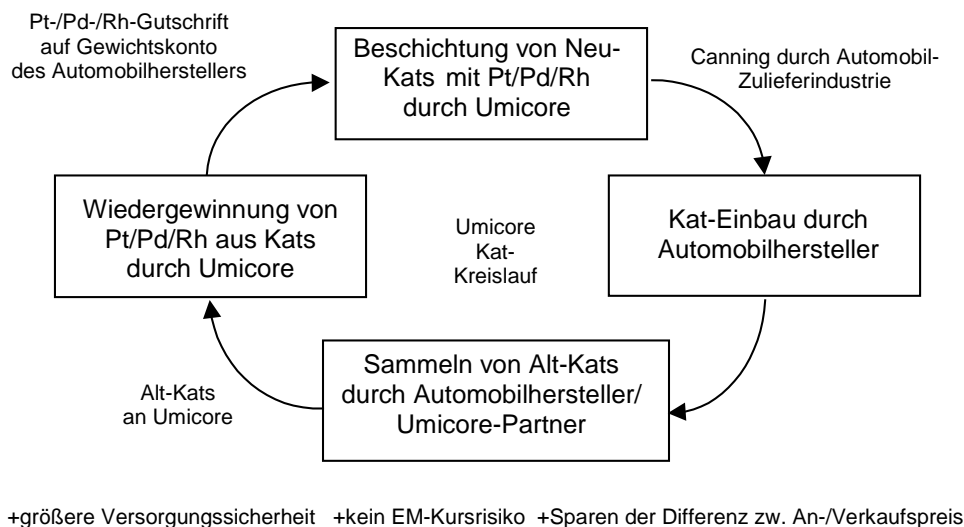 Pt-/Pd-/Rh-Gutschrift
auf Gewichtskonto
des Automobilherstellers
Beschichtung von Neu-
Kats mit Pt/Pd/Rh
durch Umicore
Canning durch Automobil-
Zulieferindustrie
Wiedergewinnung von
Pt/Pd/Rh aus Kats
durch Umicore
Umicore
Kat-
Kreislauf
Kat-Einbau durch
Automobilhersteller
Sammeln von Alt-Kats
durch Automobilhersteller/
Umicore-Partner
Alt-Kats
an Umicore
+größere Versorgungssicherheit +kein EM-Kursrisiko +Sparen der Differenz zw. An-/Verkaufspreis